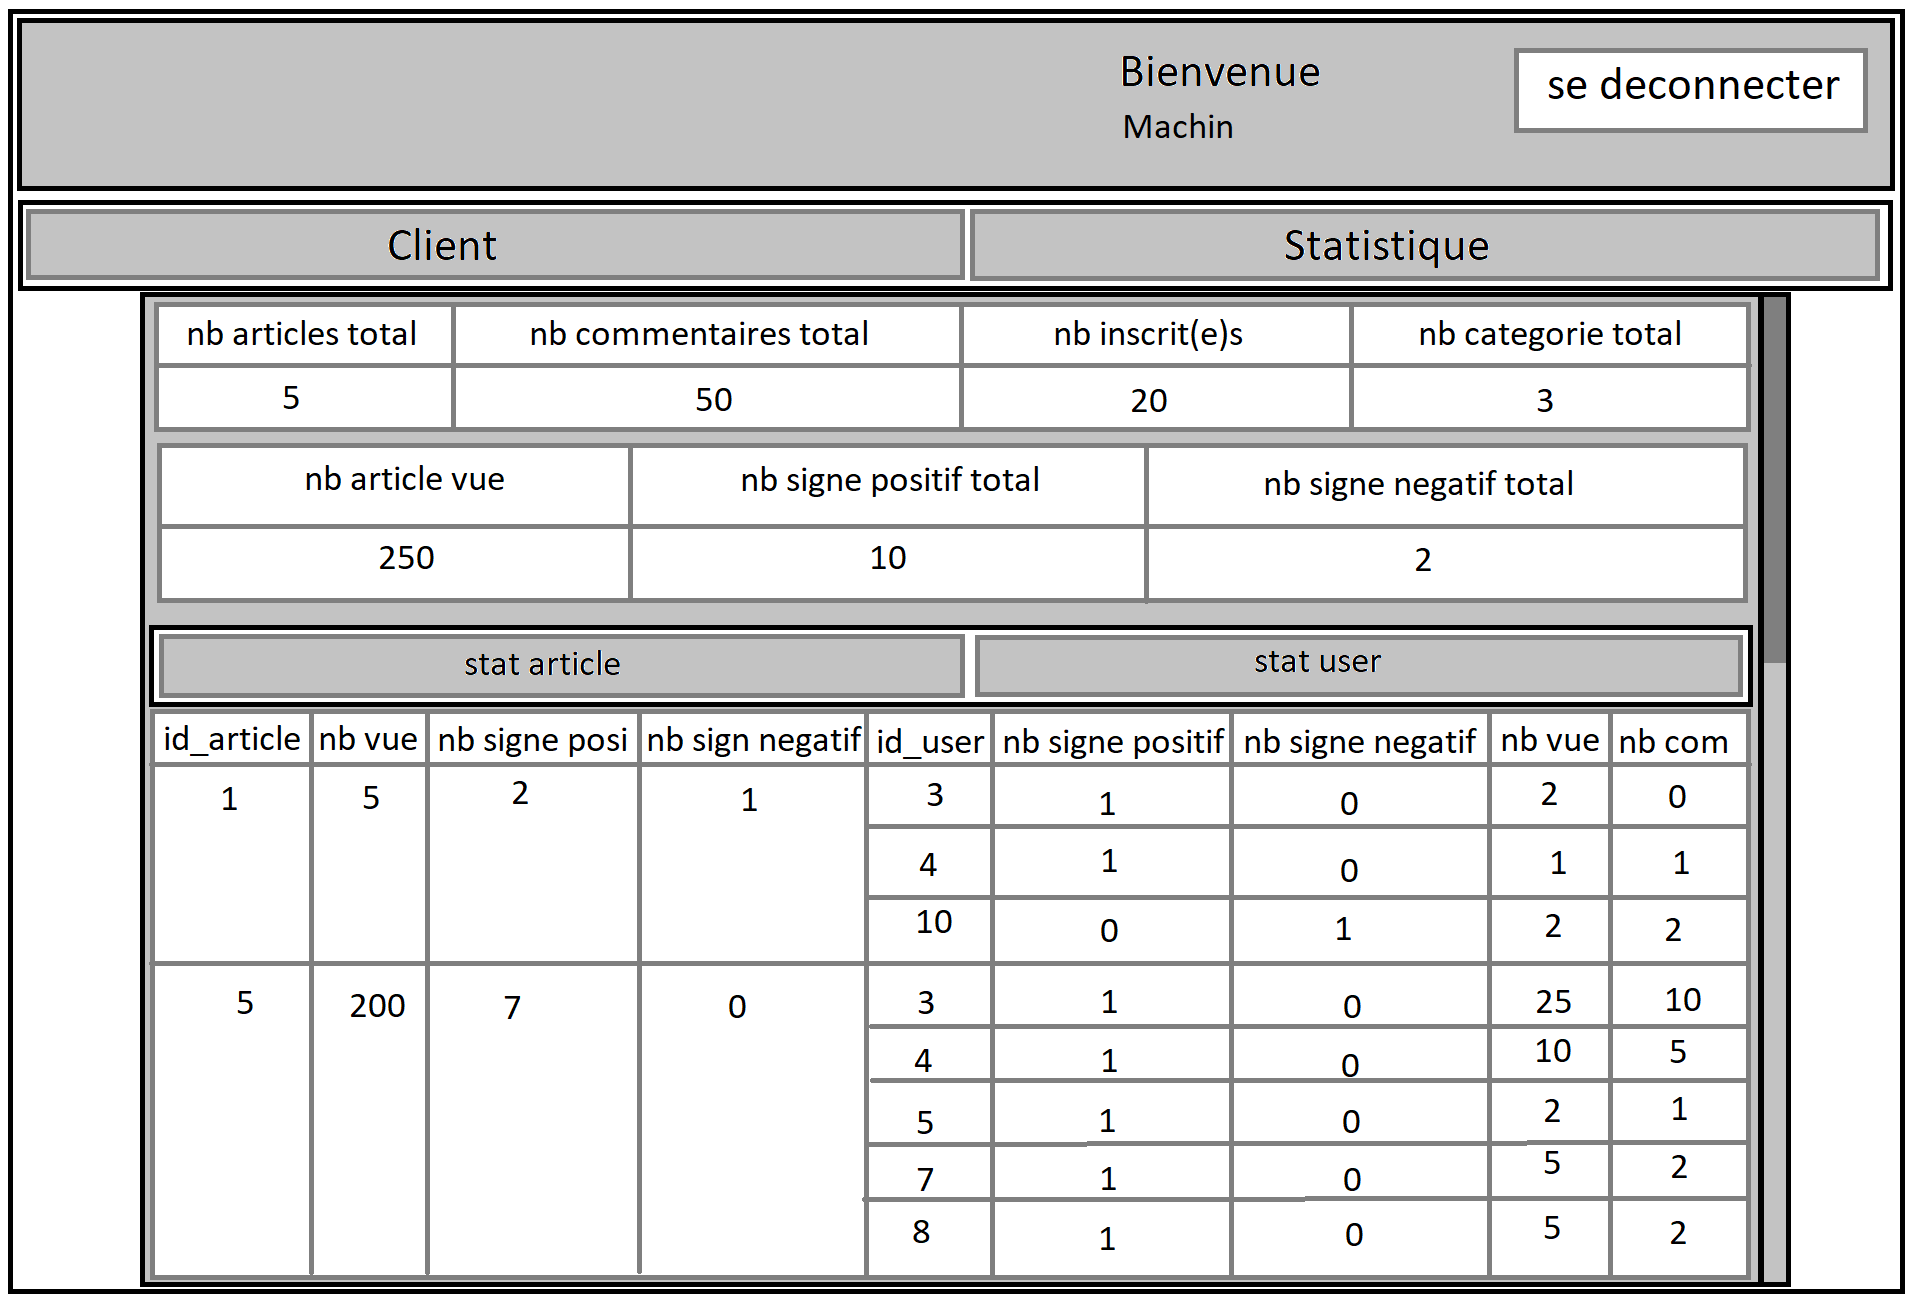 Bienvenue
Machin
se deconnecter
Client Statistique
nb articles total nb commentaires total nb inscrit(e)s nb categorie total
5 50 20 3
nb article vue nb signe positif total nb signe negatif total
250 10 2
stat article stat user
id_article nb vue nb signe posi nb sign negatif id_user nb signe positif nb signe negatif nb vue nb com
1 5 2 1 3 1 0 2 0
4 1 0 1 1
10 0 1 2 2
5 200 7 0 3 1 0 25 10
4 1 0 10 5
5 1 0 2 1
7 1 0 5 2
8 1 0 5 2